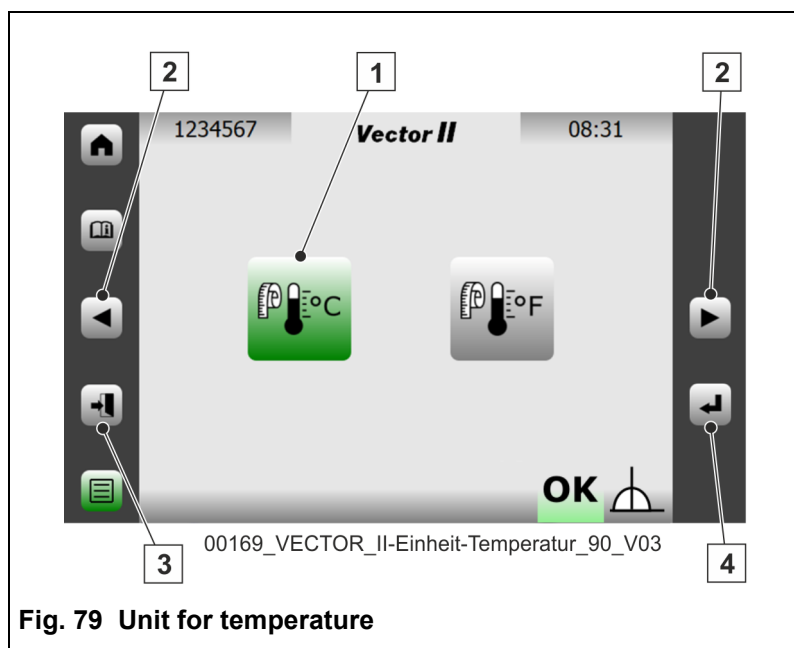 2 1 2
1234567 Vector II 08:31
°C °F
OK
00169_VECTOR_II-Einheit-Temperatur_90_V03
3 4
Fig. 79 Unit for temperature